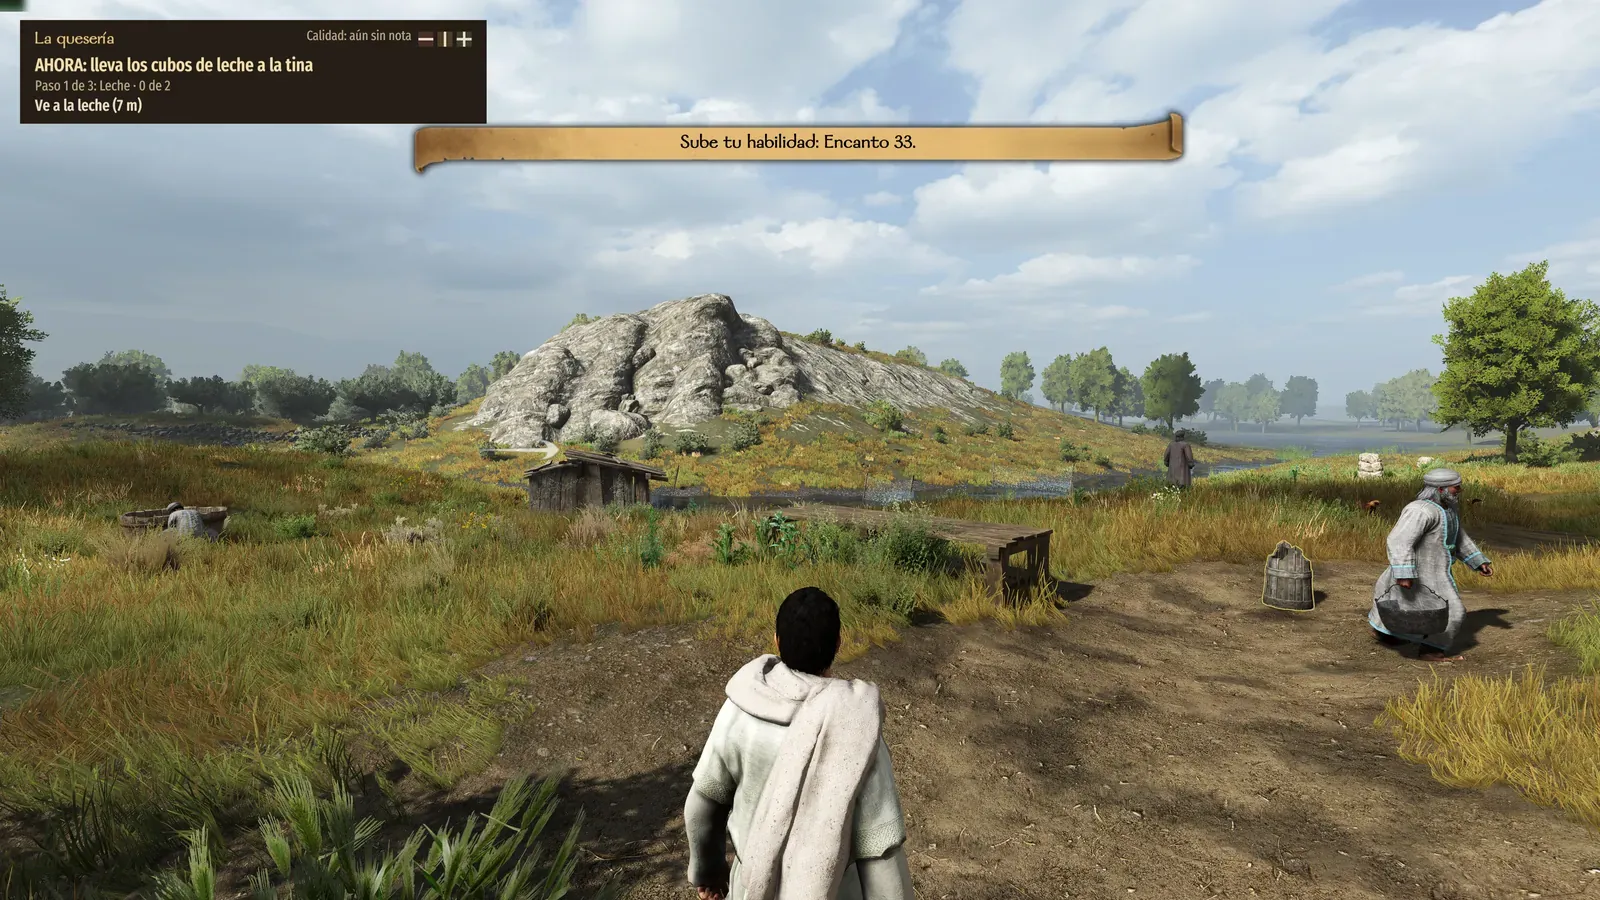 La quesería
Calidad: aún sin nota
AHORA: lleva los cubos de leche a la tina
Paso 1 de 3: Leche · 0 de 2
Ve a la leche (7 m)
Sube tu habilidad: Encanto 33.